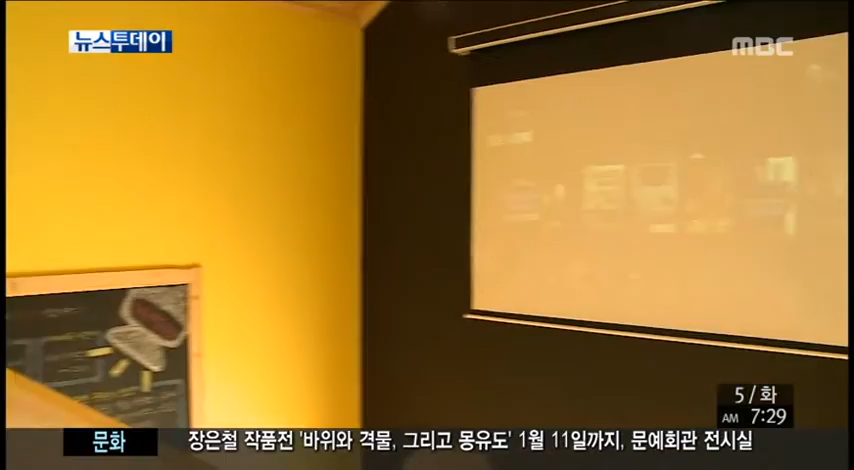 뉴스투데이
MBC
5/화
AM 7:29
문화 장은철 작품전 '바위와 격물, 그리고 몽유도' 1월 11일까지, 문예회관 전시실